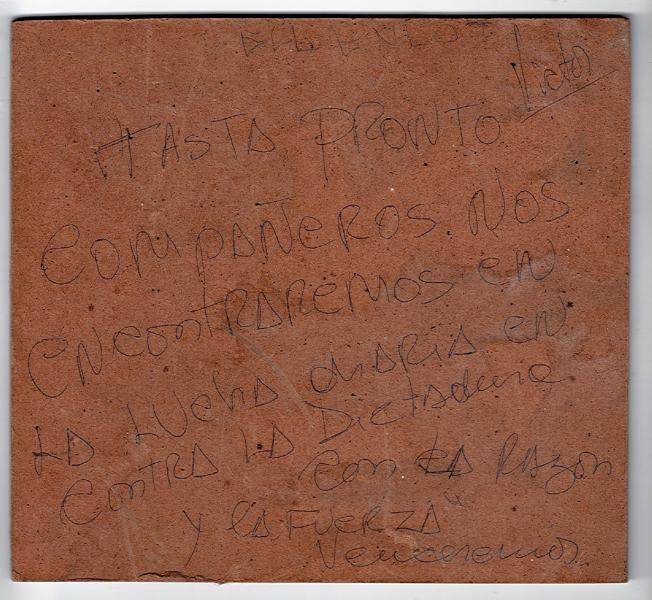 Victor
HASTA PRONTO
COMPAÑEROS. NOS
ENCONTRAREMOS EN
LA LUCHA DIARIA EN
CONTRA LA Dictadura
con LA RAZON
Y LA FUERZA"
Venceremos.